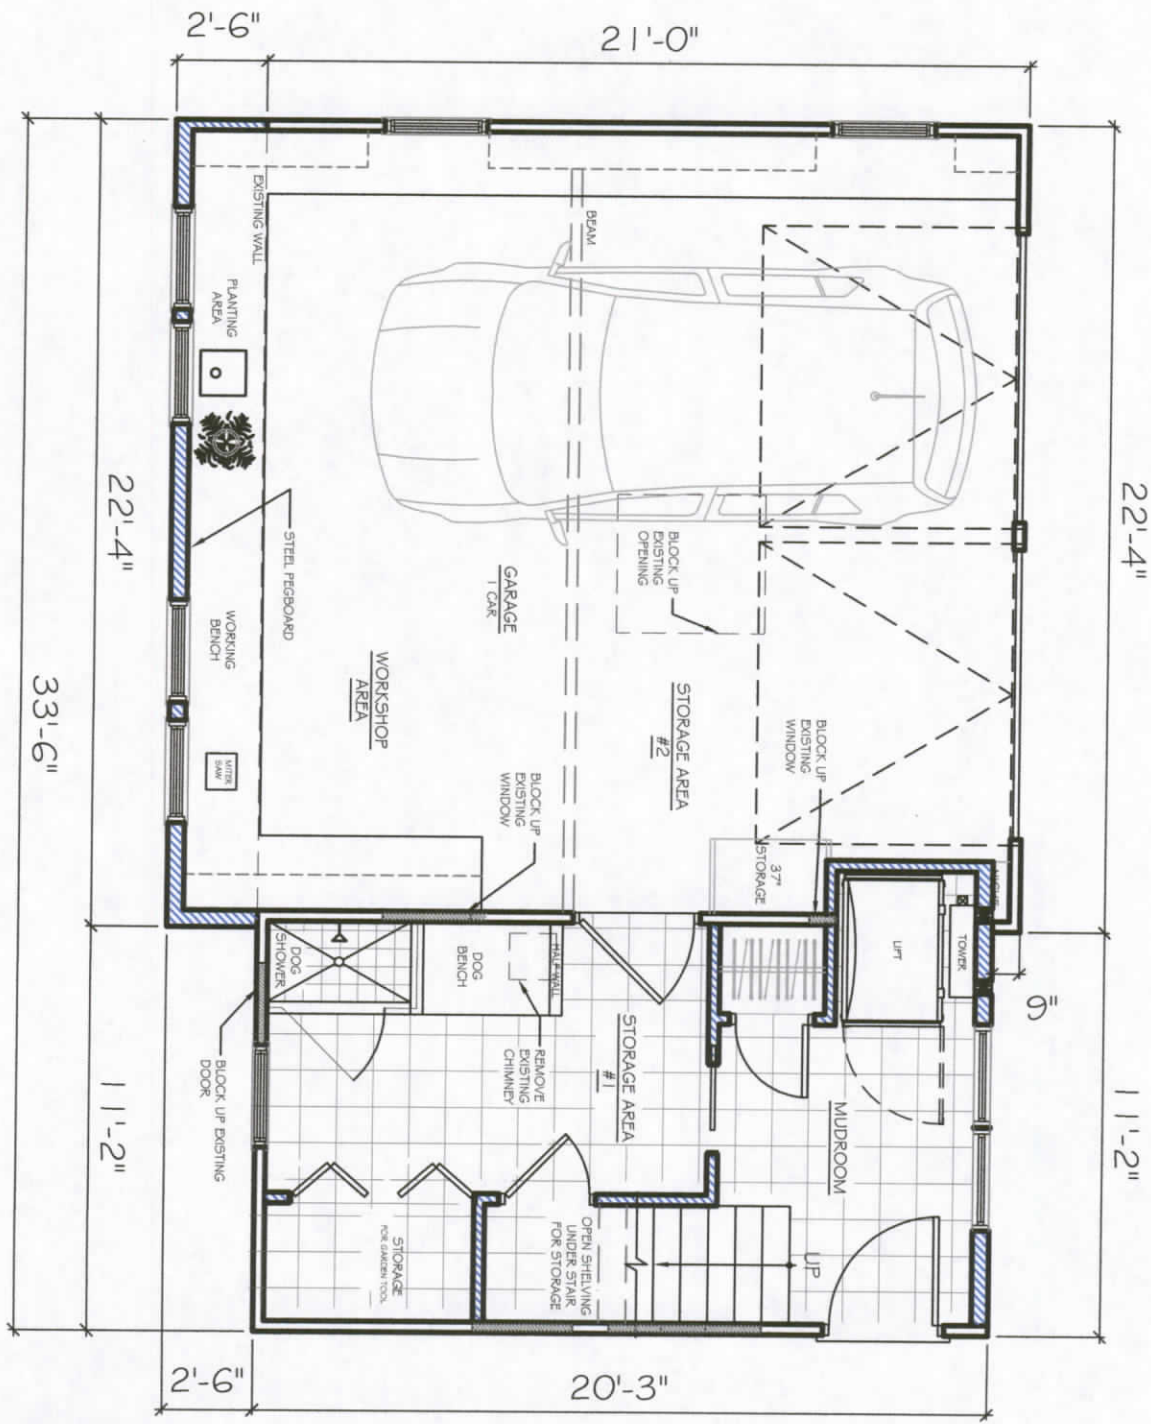 2'-6"
21'-0"
22'-4"
11'-2"
33'-6"
22'-4"
11'-2"
9"
2'-6"
20'-3"
EXISTING WALL
PLANTING
AREA
BEAM
STEEL PEGBOARD
WORKING
BENCH
MITER
SAW
GARAGE
1 CAR
WORKSHOP
AREA
BLOCK UP
EXISTING
OPENING
STORAGE AREA
#2
BLOCK UP
EXISTING
WINDOW
BLOCK UP
EXISTING
WINDOW
37"
STORAGE
LIFT
TOWER
DOG
SHOWER
DOG
BENCH
HALF WALL
REMOVE
EXISTING
CHIMNEY
STORAGE AREA
#1
MUDROOM
BLOCK UP EXISTING
DOOR
STORAGE
FOR GARDEN TOOL
OPEN SHELVING
UNDER STAIR
FOR STORAGE
UP